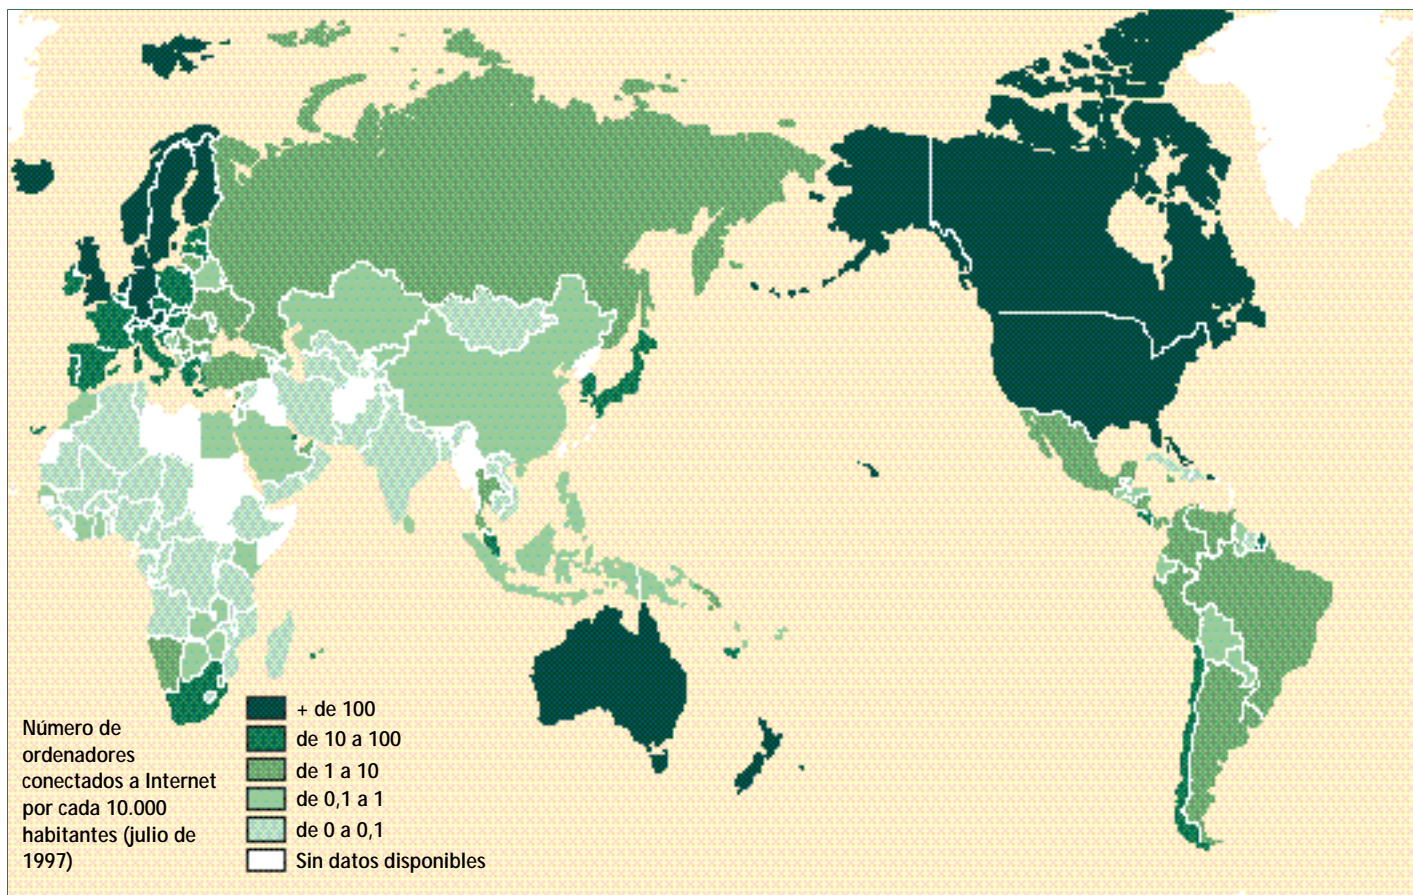 Número de
ordenadores
conectados a Internet
por cada 10.000
habitantes (julio de
1997)
+ de 100
de 10 a 100
de 1 a 10
de 0,1 a 1
de 0 a 0,1
Sin datos disponibles